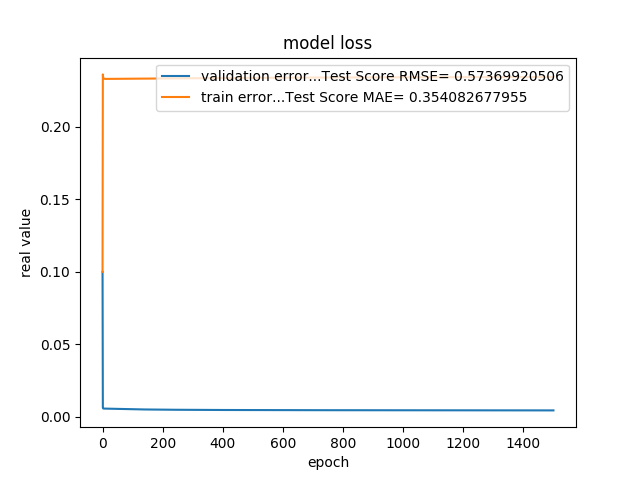 model loss
validation error...Test Score RMSE= 0.57369920506
train error...Test Score MAE= 0.354082677955
0.20
0.15
0.10
0.05
0.00
real value
0 200 400 600 800 1000 1200 1400
epoch